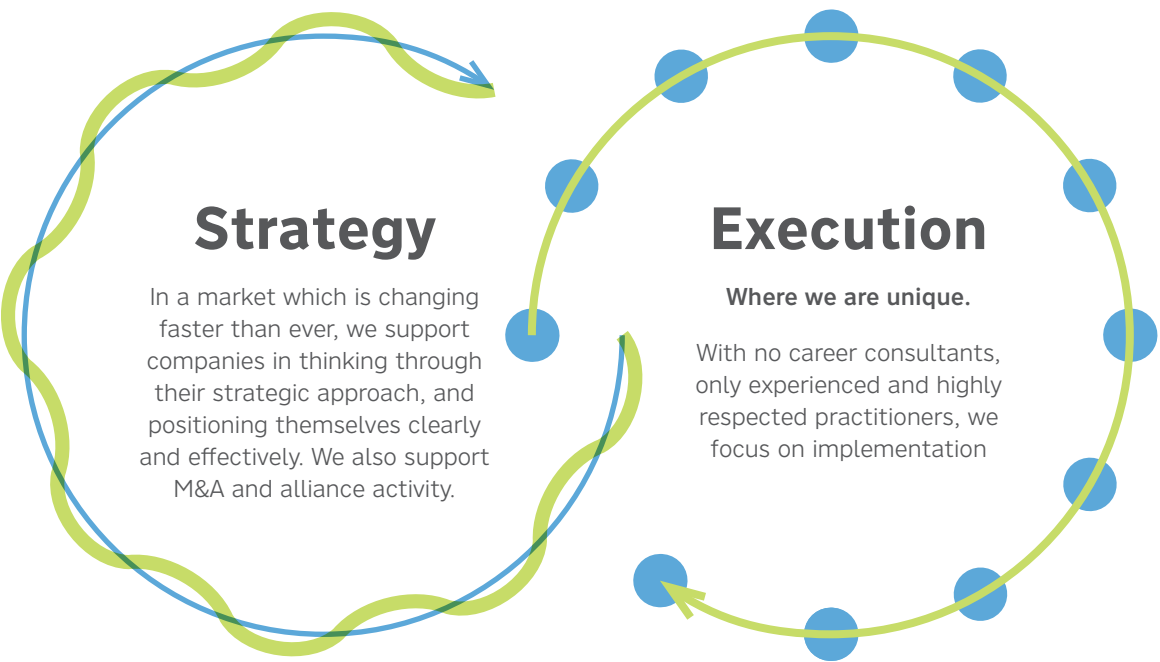 Strategy
In a market which is changing
faster than ever, we support
companies in thinking through
their strategic approach, and
positioning themselves clearly
and effectively. We also support
M&A and alliance activity.
Execution
Where we are unique.
With no career consultants,
only experienced and highly
respected practitioners, we
focus on implementation